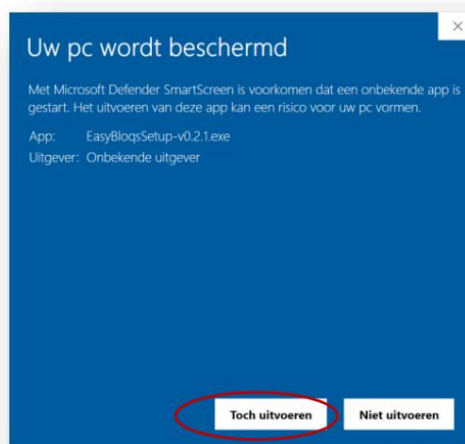 Uw pc wordt beschermd
Met Microsoft Defender SmartScreen is voorkomen dat een onbekende app is
gestart. Het uitvoeren van deze app kan een risico voor uw pc vormen.
App: EasyBloqsSetup-v0.2.1.exe
Uitgever: Onbekende uitgever
Toch uitvoeren Niet uitvoeren